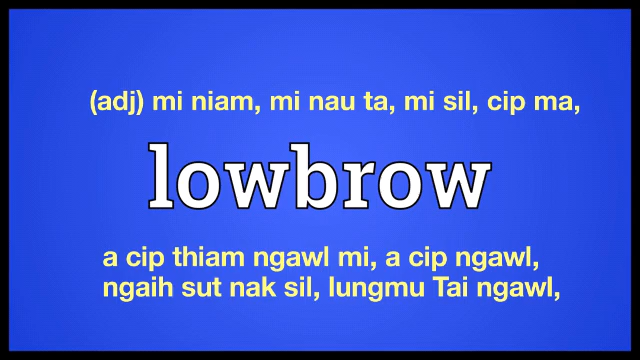 (adj) mi niam, mi nau ta, mi sil, cip ma,
lowbrow
a cip thiam ngawl mi, a cip ngawl,
ngaih sut nak sil, lungmu Tai ngawl,